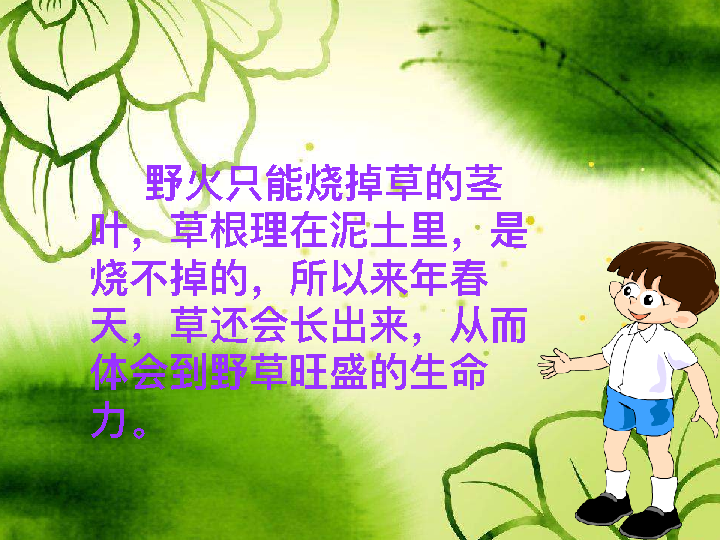 野火只能烧掉草的茎
叶，草根理在泥土里，是
烧不掉的，所以来年春
天，草还会长出来，从而
体会到野草旺盛的生命
力。